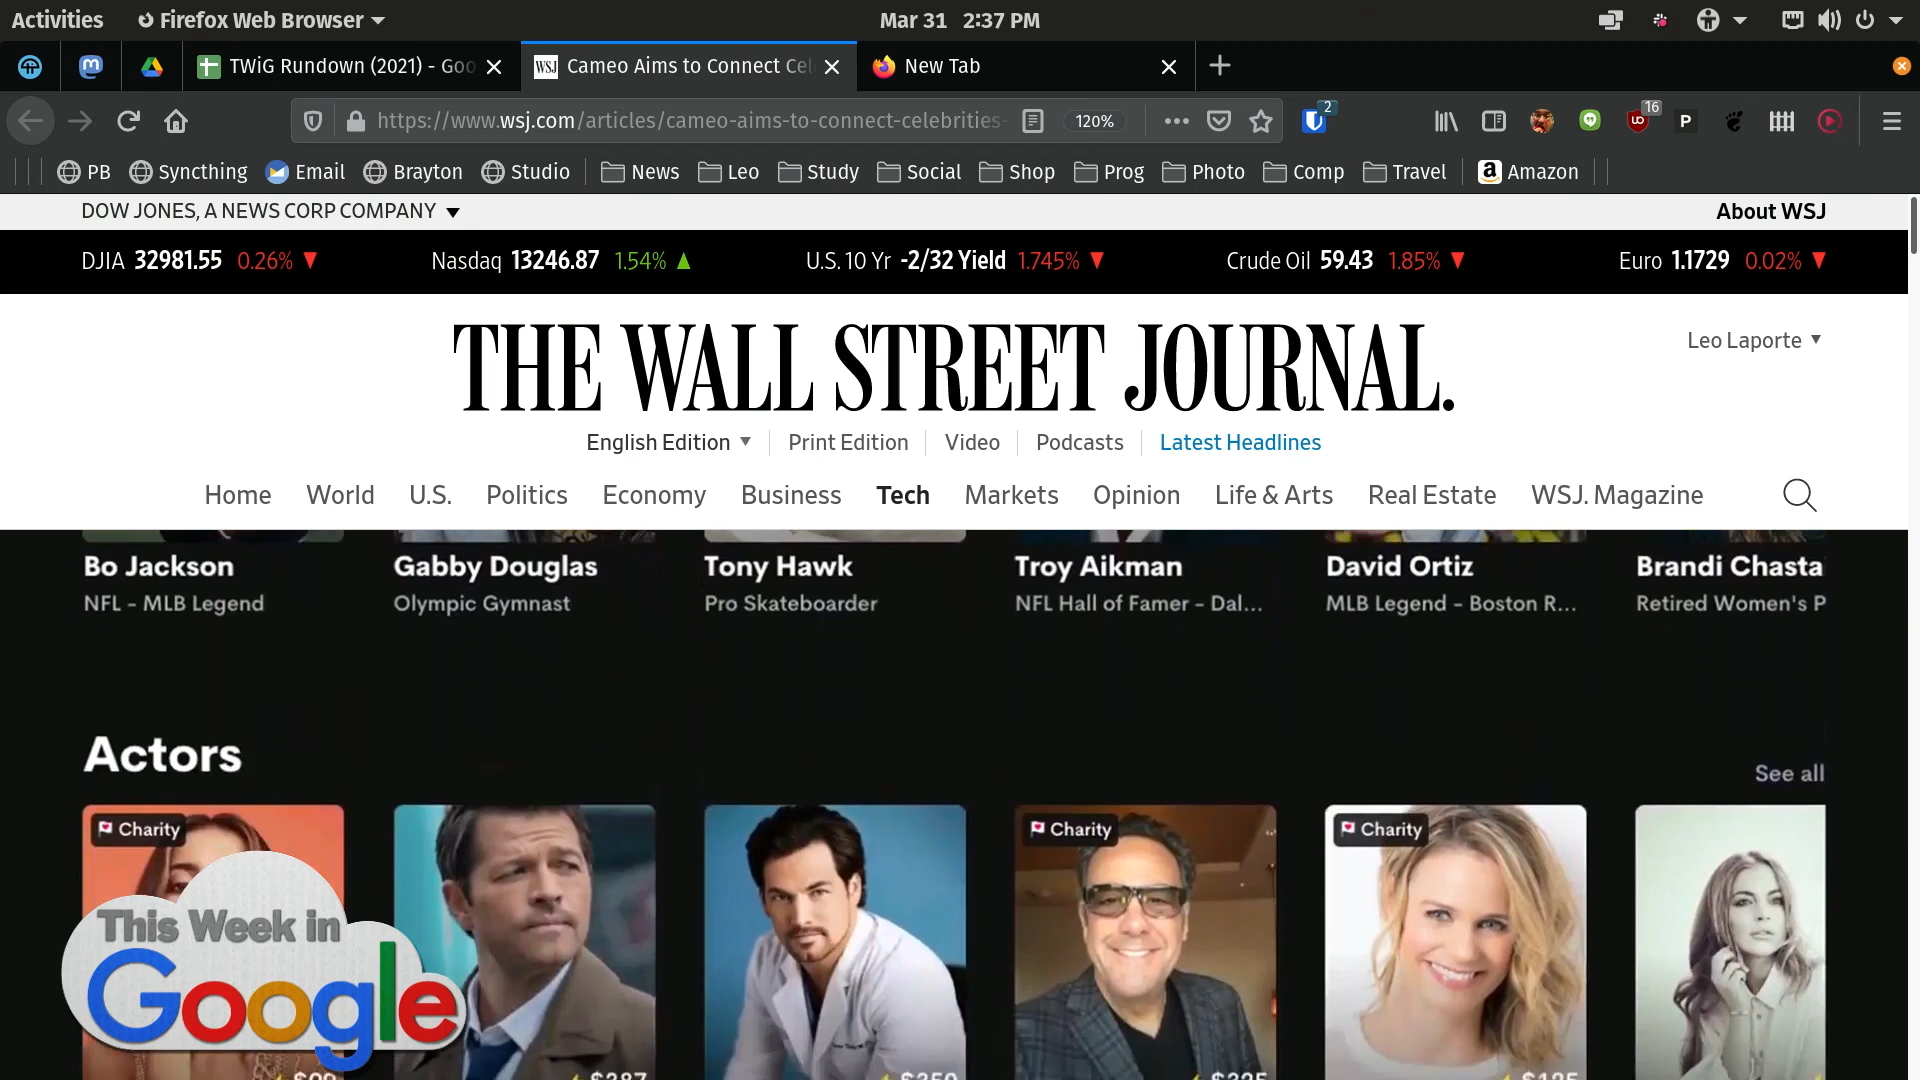 Activities
Firefox Web Browser
Mar 31 2:37 PM
TWiG Rundown (2021) - Goo
WSJ
Cameo Aims to Connect Cel
New Tab
https://www.wsj.com/articles/cameo-aims-to-connect-celebrities-
120%
2
16
P
PB
Syncthing
Email
Brayton
Studio
News
Leo
Study
Social
Shop
Prog
Photo
Comp
Travel
Amazon
DOW JONES, A NEWS CORP COMPANY
About WSJ
DJIA 32981.55 0.26%
Nasdaq 13246.87 1.54%
U.S. 10 Yr -2/32 Yield 1.745%
Crude Oil 59.43 1.85%
Euro 1.1729 0.02%
THE WALL STREET JOURNAL.
Leo Laporte
English Edition
Print Edition
Video
Podcasts
Latest Headlines
Home
World
U.S.
Politics
Economy
Business
Tech
Markets
Opinion
Life & Arts
Real Estate
WSJ. Magazine
Bo Jackson
NFL - MLB Legend
Gabby Douglas
Olympic Gymnast
Tony Hawk
Pro Skateboarder
Troy Aikman
NFL Hall of Famer - Dal...
David Ortiz
MLB Legend - Boston R...
Brandi Chasta
Retired Women's P
Actors
See all
Charity
Charity
Charity
This Week in
Google